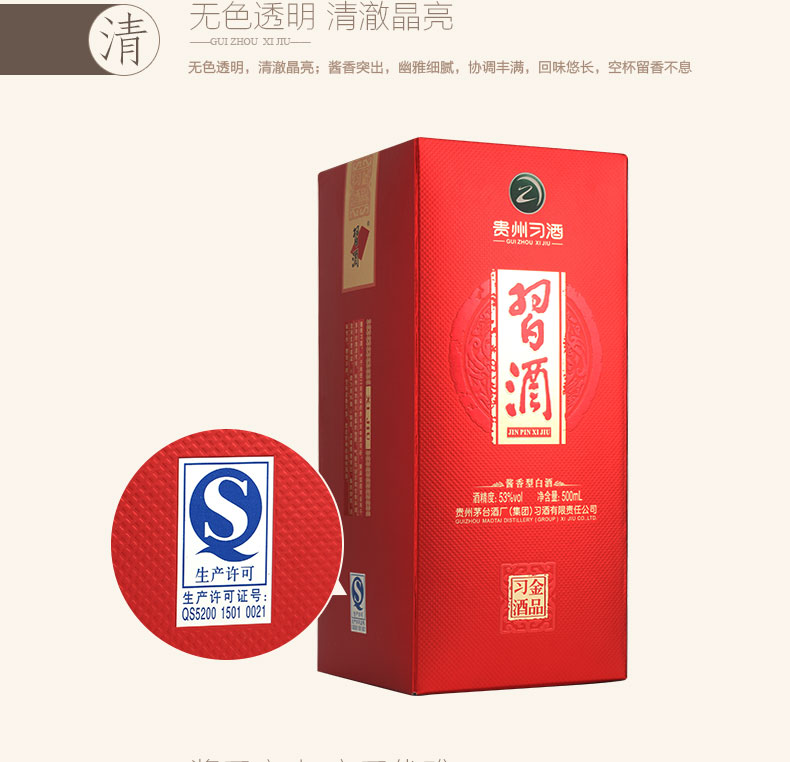 清
无色透明 清澈晶亮
GUI ZHOU XI JIU
无色透明，清澈晶亮；酱香突出，幽雅细腻，协调丰满，回味悠长，空杯留香不息
贵州习酒
GUI ZHOU XI JIU
習酒
JIN PIN XI JIU
酱香型白酒
酒精度: 53%vol 净含量: 500mL
贵州茅台酒厂(集团)习酒有限责任公司
GUIZHOU MAOTAI DISTILLERY (GROUP) XI JIU CO.,LTD.
金品
习酒
習酒
生产许可
生产许可证号:
QS5200 1501 0021